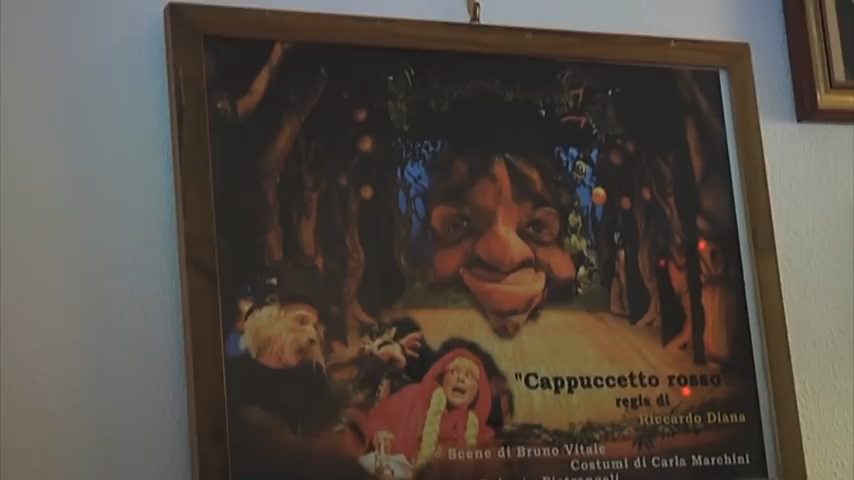 "Cappuccetto rosso
regia di
Riccardo Diana
Scene di Bruno Vitale
Costumi di Carla Marchini